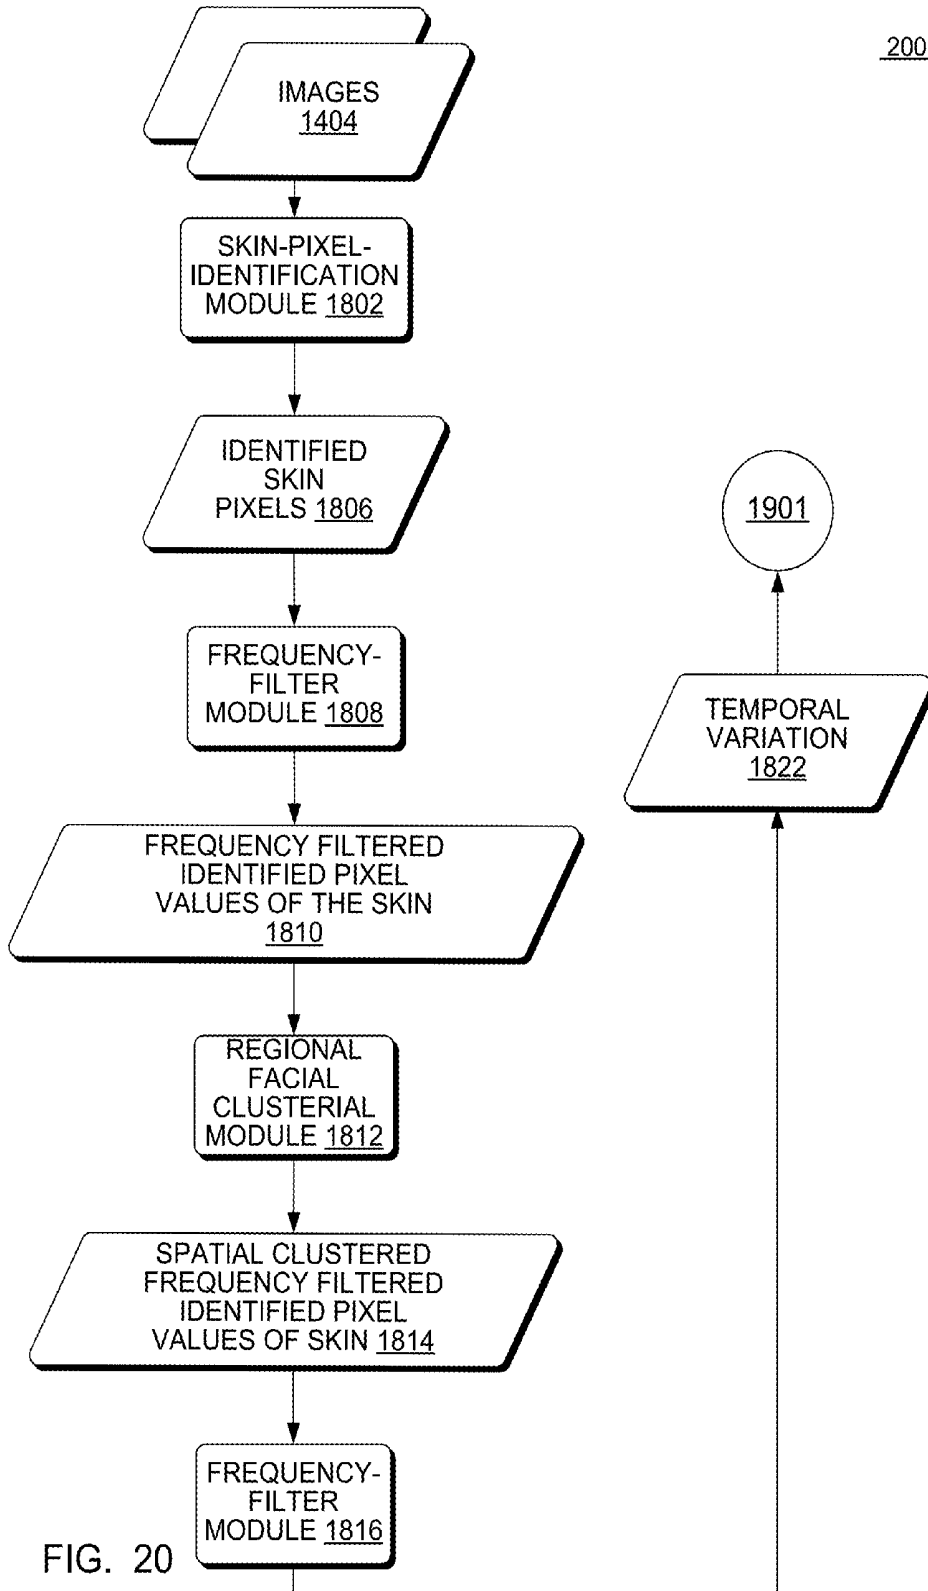 200
IMAGES
1404
SKIN-PIXEL-
IDENTIFICATION
MODULE 1802
IDENTIFIED
SKIN
PIXELS 1806
FREQUENCY-
FILTER
MODULE 1808
FREQUENCY FILTERED
IDENTIFIED PIXEL
VALUES OF THE SKIN
1810
REGIONAL
FACIAL
CLUSTERIAL
MODULE 1812
SPATIAL CLUSTERED
FREQUENCY FILTERED
IDENTIFIED PIXEL
VALUES OF SKIN 1814
FREQUENCY-
FILTER
MODULE 1816
1901
TEMPORAL
VARIATION
1822
FIG. 20